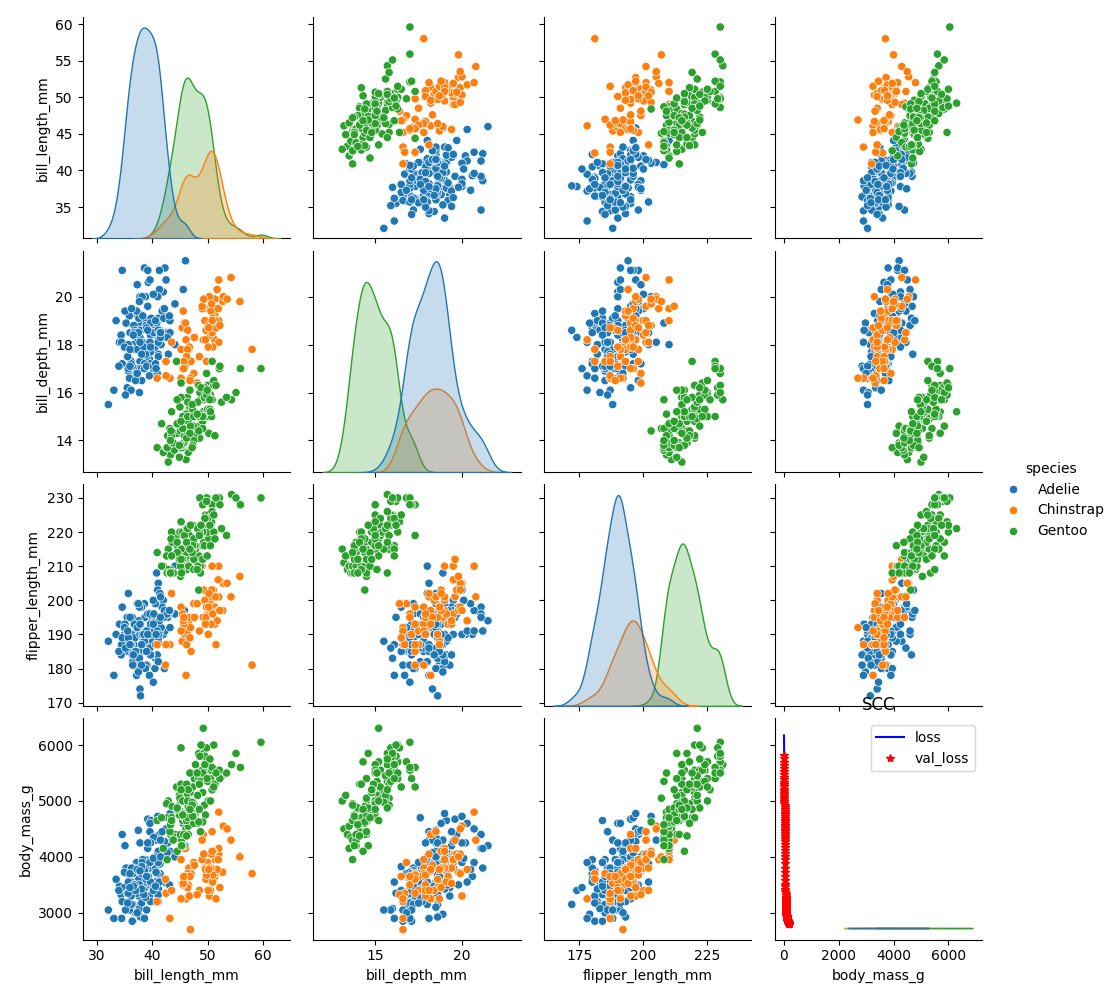 60
55
50
45
40
35
bill_length_mm
20
18
16
14
bill_depth_mm
species
Adelie
Chinstrap
Gentoo
230
220
210
200
190
180
170
flipper_length_mm
SCC
loss
val_loss
6000
5000
4000
3000
body_mass_g
30 40 50 60
15 20
175 200 225
0 2000 4000 6000
bill_length_mm
bill_depth_mm
flipper_length_mm
body_mass_g